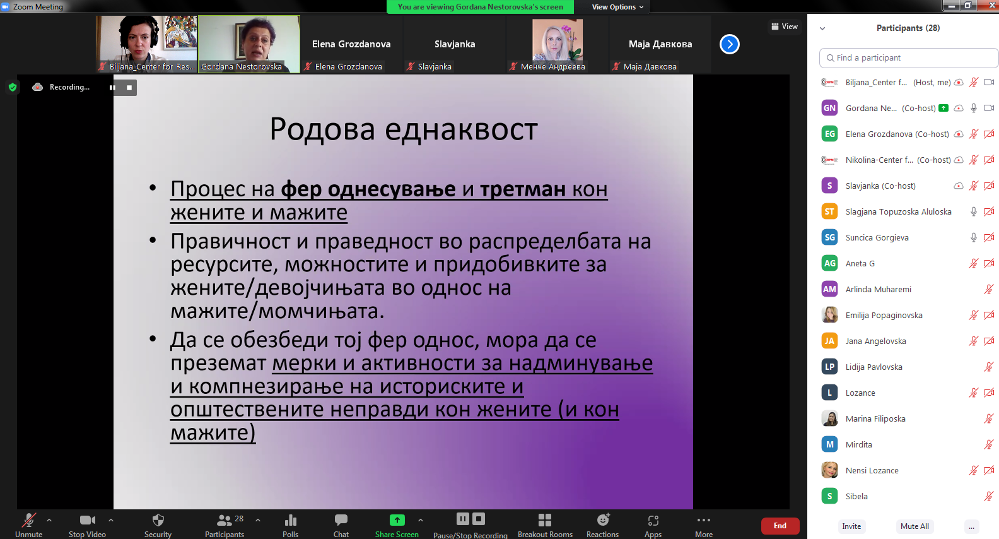 Zoom Meeting
You are viewing Gordana Nestorovska's screen
View Options
Biljana_Center for Res...
Gordana Nestorovska
Elena Grozdanova
Elena Grozdanova
Slavjanka
Slavjanka
Менче Андреева
Маја Давкова
Маја Давкова
View
Recording...
Родова еднаквост
• Процес на фер однесување и третман кон
жените и мажите
• Правичност и праведност во распределбата на
ресурсите, можностите и придобивките за
жените/девојчињата во однос на
мажите/момчињата.
• Да се обезбеди тој фер однос, мора да се
преземат мерки и активности за надминување
и компнезирање на историските и
општествените неправди кон жените (и кон
мажите)
Unmute
Stop Video
Security
28
Participants
Polls
Chat
Share Screen
Pause/Stop Recording
Breakout Rooms
Reactions
Apps
More
End
Participants (28)
Find a participant
Biljana_Center f... (Host, me)
GN Gordana Ne... (Co-host)
EG Elena Grozdanova (Co-host)
Nikolina-Center f... (Co-host)
S Slavjanka (Co-host)
ST Slagjana Topuzoska Aluloska
SG Suncica Gorgieva
AG Aneta G
AM Arlinda Muharemi
Emilija Popaginovska
JA Jana Angelovska
LP Lidija Pavlovska
L Lozance
Marina Filiposka
M Mirdita
Nensi Lozance
S Sibela
Invite
Mute All
...